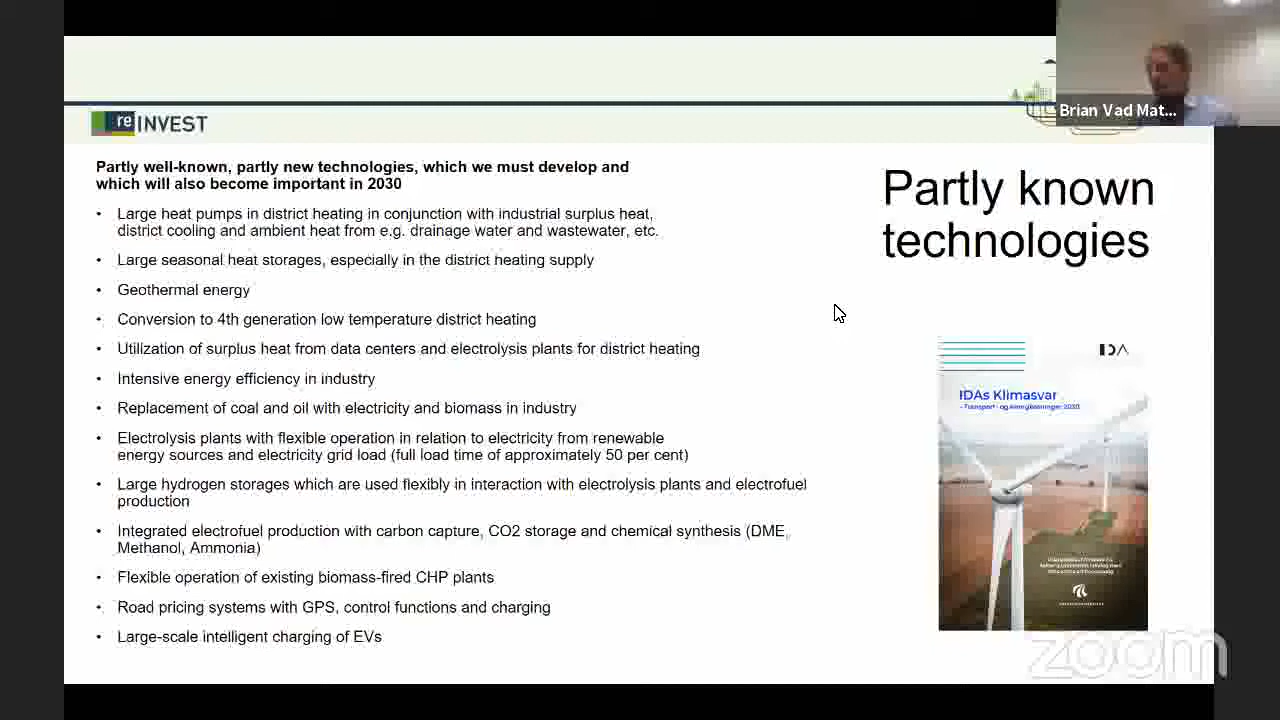 Brian Vad Mat...
reINVEST
Partly well-known, partly new technologies, which we must develop and
which will also become important in 2030
Partly known
technologies
• Large heat pumps in district heating in conjunction with industrial surplus heat,
district cooling and ambient heat from e.g. drainage water and wastewater, etc.
• Large seasonal heat storages, especially in the district heating supply
• Geothermal energy
• Conversion to 4th generation low temperature district heating
• Utilization of surplus heat from data centers and electrolysis plants for district heating
• Intensive energy efficiency in industry
• Replacement of coal and oil with electricity and biomass in industry
• Electrolysis plants with flexible operation in relation to electricity from renewable
energy sources and electricity grid load (full load time of approximately 50 per cent)
• Large hydrogen storages which are used flexibly in interaction with electrolysis plants and electrofuel
production
• Integrated electrofuel production with carbon capture, CO2 storage and chemical synthesis (DME,
Methanol, Ammonia)
• Flexible operation of existing biomass-fired CHP plants
• Road pricing systems with GPS, control functions and charging
• Large-scale intelligent charging of EVs
IDA
IDAs Klimasvar
zoom